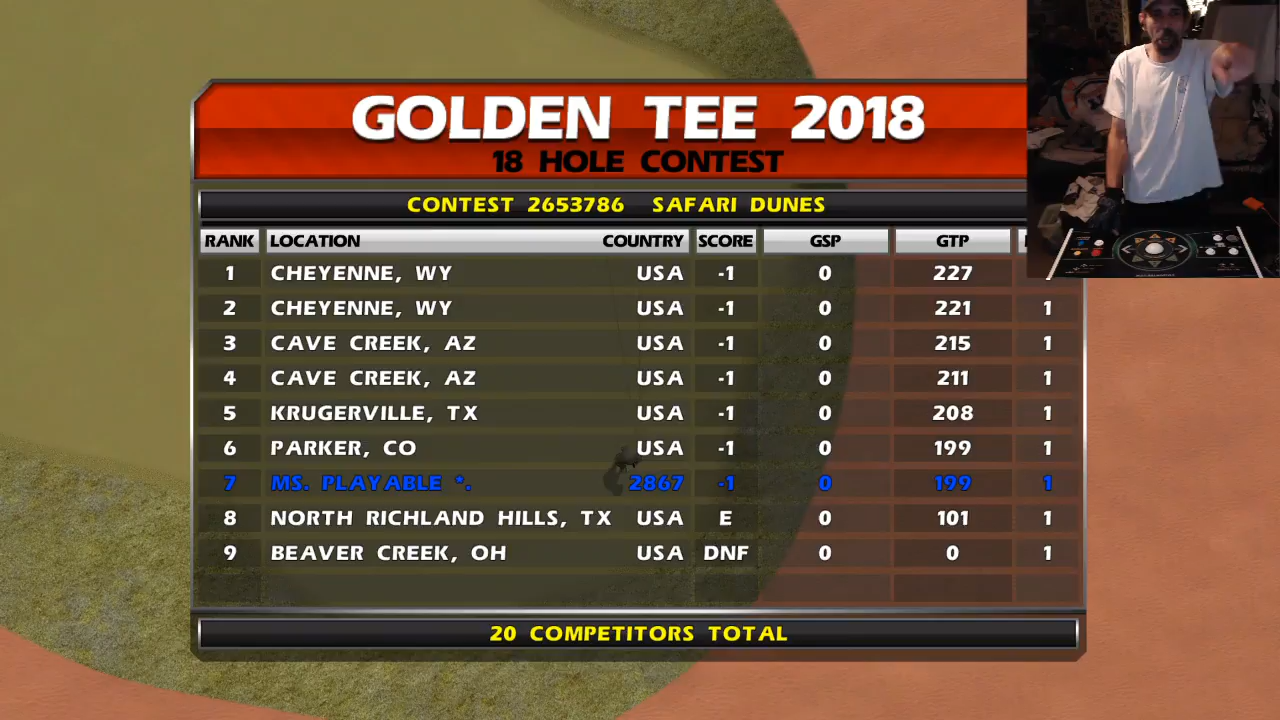 GOLDEN TEE 2018
18 HOLE CONTEST
CONTEST 2653786 SAFARI DUNES
RANK LOCATION COUNTRY SCORE GSP GTP
1 CHEYENNE, WY USA -1 0 227
2 CHEYENNE, WY USA -1 0 221 1
3 CAVE CREEK, AZ USA -1 0 215 1
4 CAVE CREEK, AZ USA -1 0 211 1
5 KRUGERVILLE, TX USA -1 0 208 1
6 PARKER, CO USA -1 0 199 1
7 MS. PLAYABLE *. 2867 -1 0 199 1
8 NORTH RICHLAND HILLS, TX USA E 0 101 1
9 BEAVER CREEK, OH USA DNF 0 0 1
20 COMPETITORS TOTAL